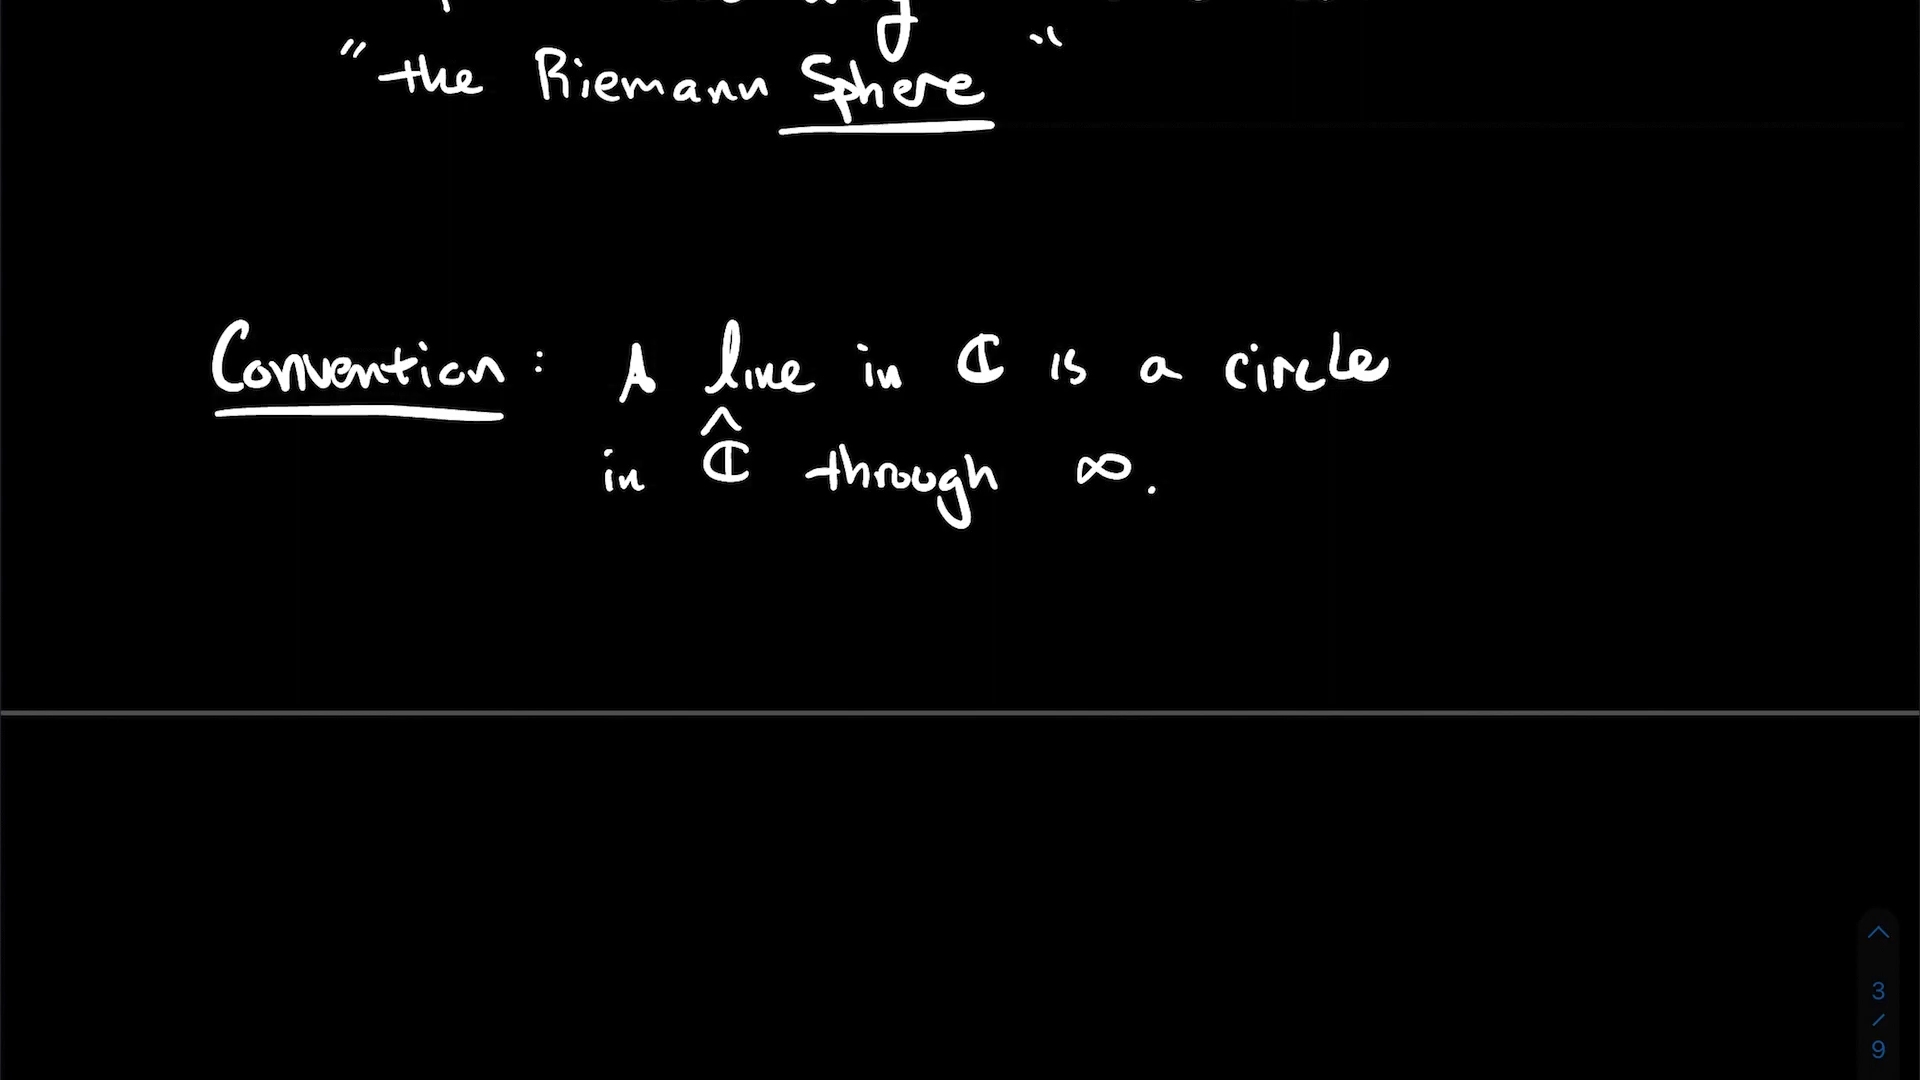 "the Riemann Sphere"
Convention: A line in ℂ is a circle
in ℂ̂ through ∞.
3
/
9